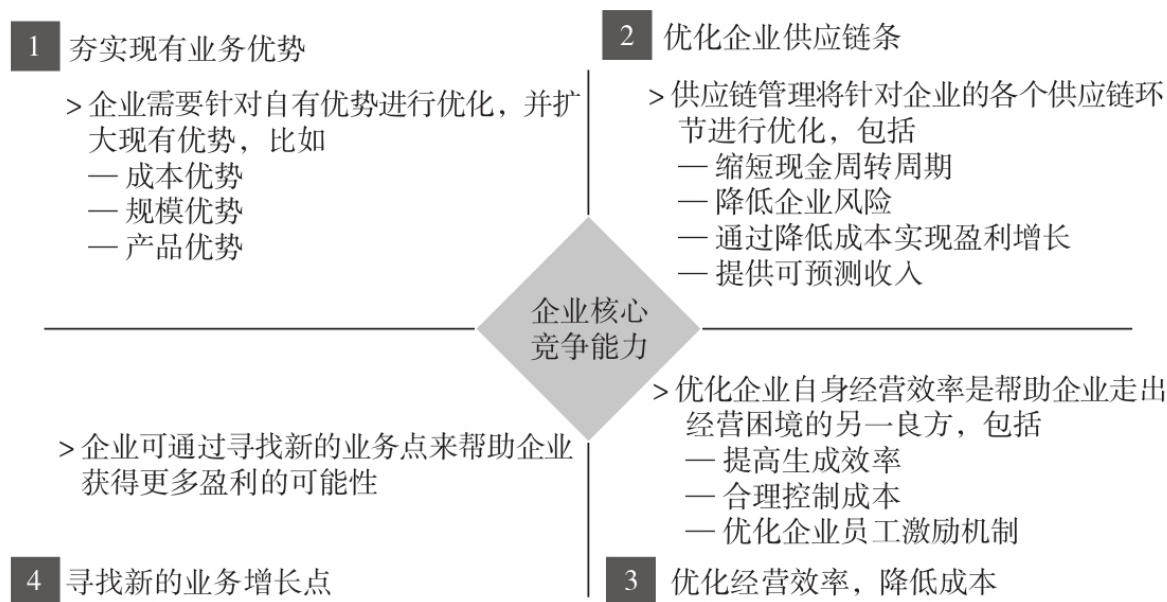 1 夯实现有业务优势
> 企业需要针对自有优势进行优化，并扩
大现有优势，比如
— 成本优势
— 规模优势
— 产品优势
2 优化企业供应链条
> 供应链管理将针对企业的各个供应链环
节进行优化，包括
— 缩短现金周转周期
— 降低企业风险
— 通过降低成本实现盈利增长
— 提供可预测收入
企业核心
竞争能力
> 优化企业自身经营效率是帮助企业走出
经营困境的另一良方，包括
— 提高生成效率
— 合理控制成本
— 优化企业员工激励机制
3 优化经营效率，降低成本
> 企业可通过寻找新的业务点来帮助企业
获得更多盈利的可能性
4 寻找新的业务增长点